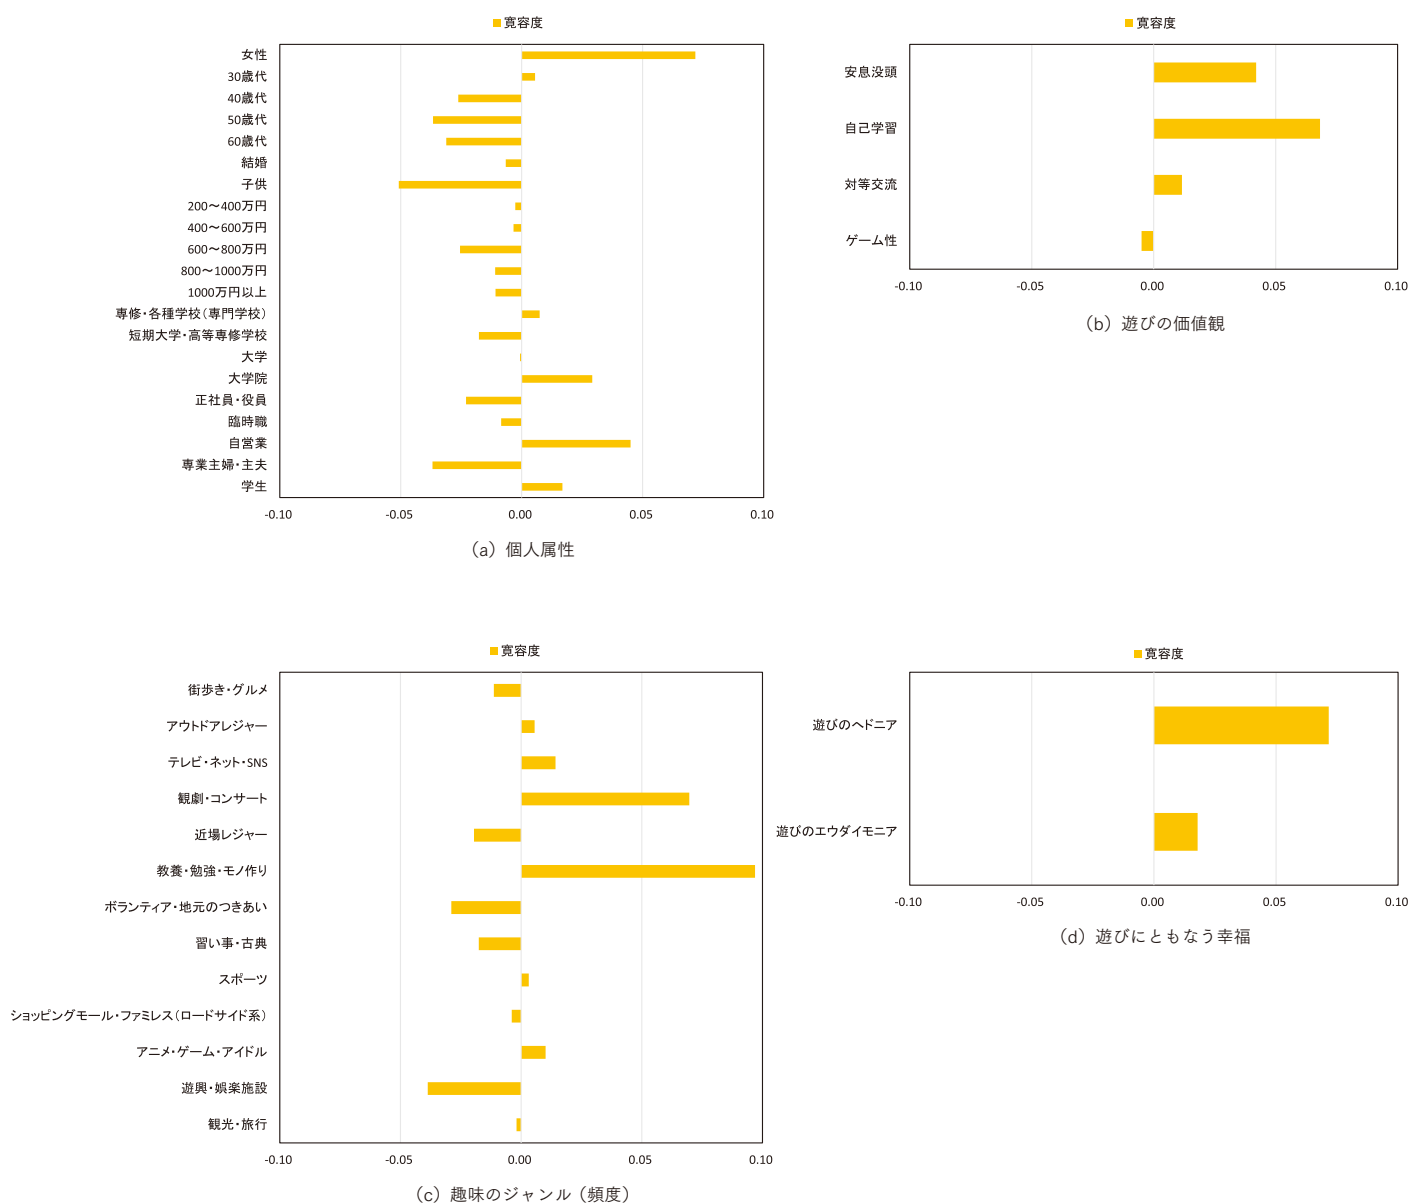 寛容度
女性
30歳代
40歳代
50歳代
60歳代
結婚
子供
200〜400万円
400〜600万円
600〜800万円
800〜1000万円
1000万円以上
専修・各種学校(専門学校)
短期大学・高等専修学校
大学
大学院
正社員・役員
臨時職
自営業
専業主婦・主夫
学生
-0.10 -0.05 0.00 0.05 0.10
(a)個人属性
寛容度
安息没頭
自己学習
対等交流
ゲーム性
-0.10 -0.05 0.00 0.05 0.10
(b)遊びの価値観
寛容度
街歩き・グルメ
アウトドアレジャー
テレビ・ネット・SNS
観劇・コンサート
近場レジャー
教養・勉強・モノ作り
ボランティア・地元のつきあい
習い事・古典
スポーツ
ショッピングモール・ファミレス(ロードサイド系)
アニメ・ゲーム・アイドル
遊興・娯楽施設
観光・旅行
-0.10 -0.05 0.00 0.05 0.10
(c)趣味のジャンル(頻度)
寛容度
遊びのヘドニア
遊びのエウダイモニア
-0.10 -0.05 0.00 0.05 0.10
(d)遊びにともなう幸福